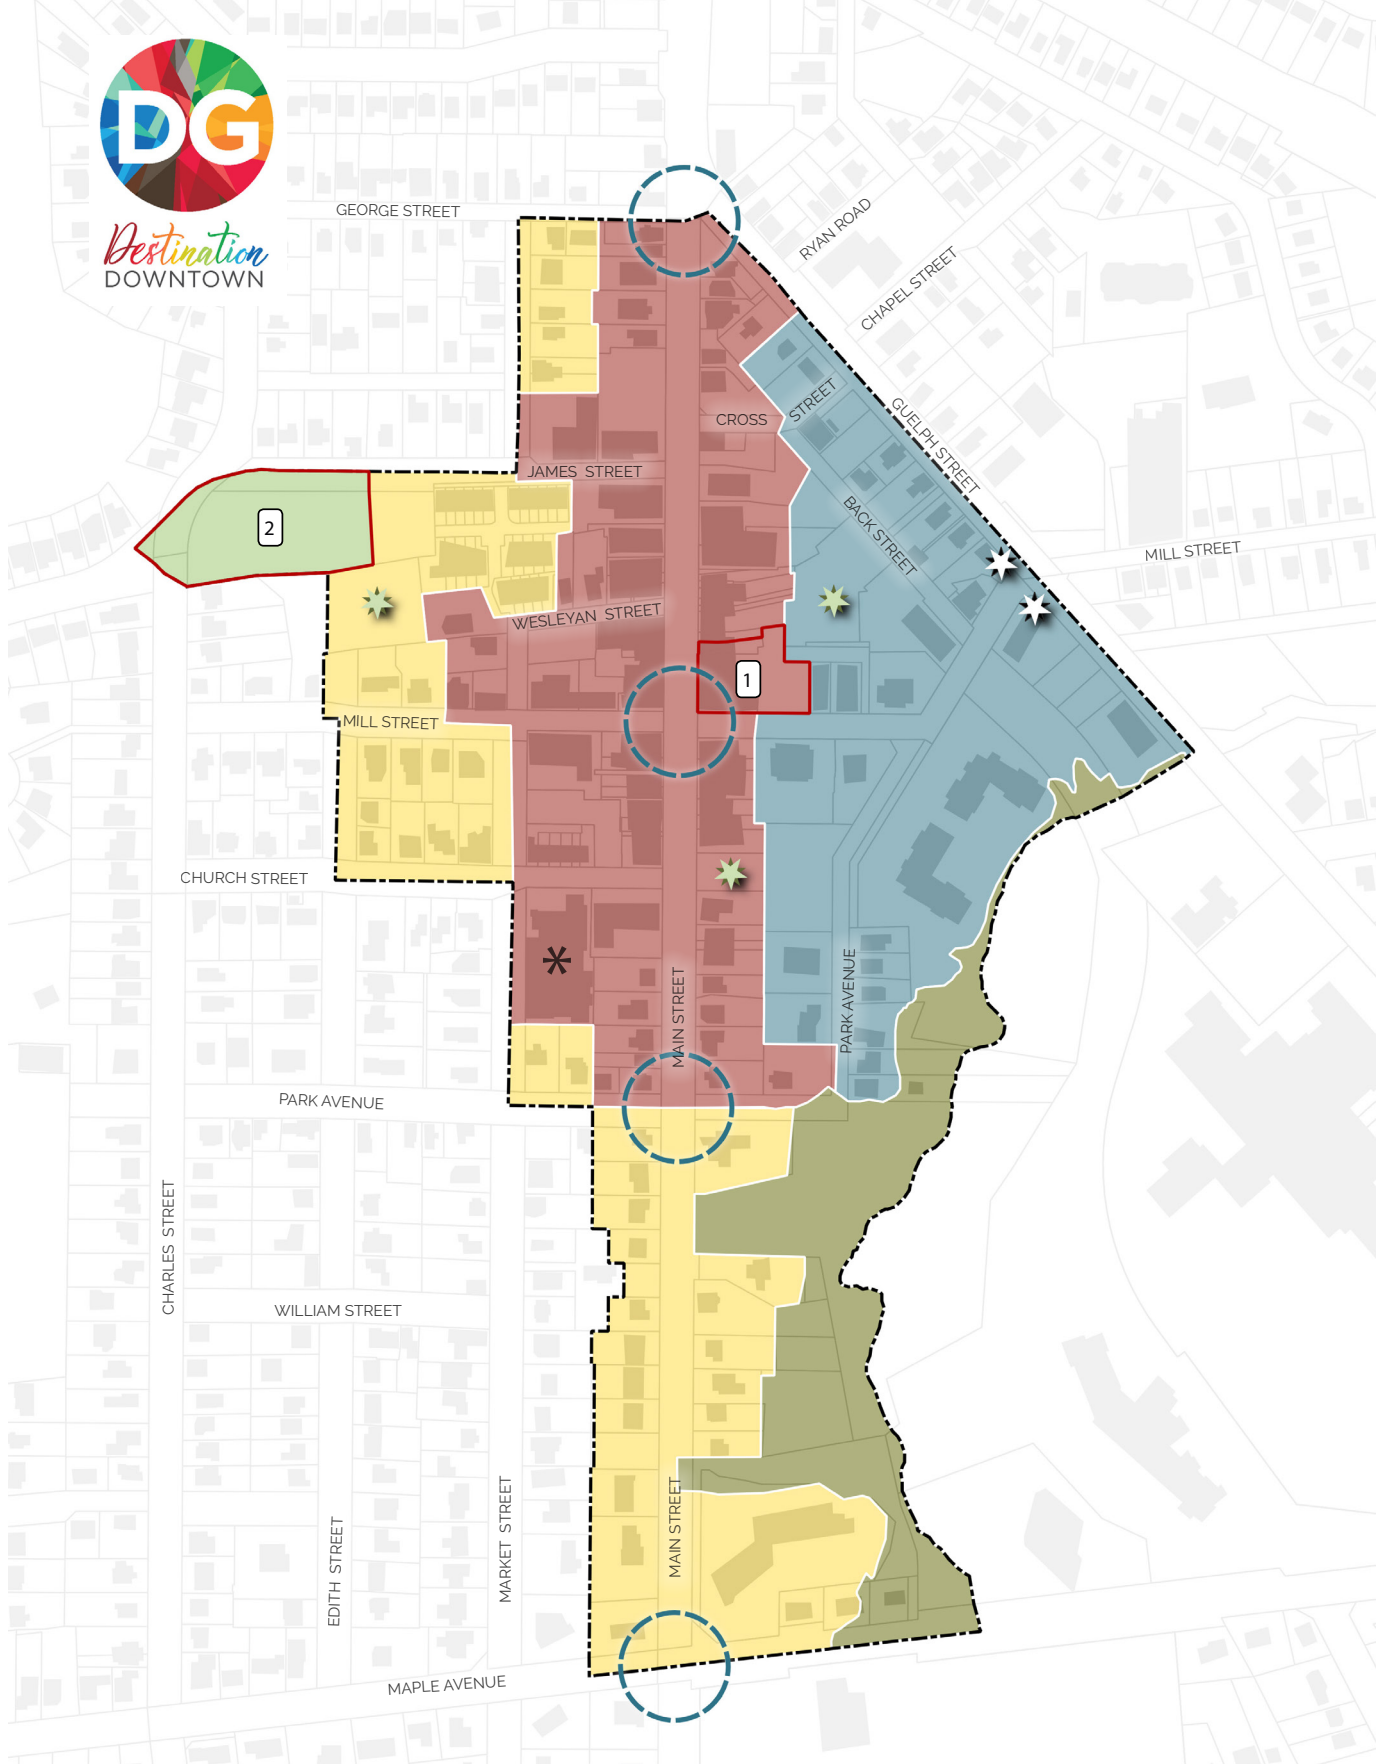 DG
Destination
DOWNTOWN
GEORGE STREET
RYAN ROAD
CHAPEL STREET
CROSS
STREET
GUELPH STREET
JAMES STREET
2
BACK STREET
MILL STREET
WESLEYAN STREET
1
MILL STREET
CHURCH STREET
MAIN STREET
PARK AVENUE
PARK AVENUE
CHARLES STREET
WILLIAM STREET
MAIN STREET
MARKET STREET
EDITH STREET
MAPLE AVENUE